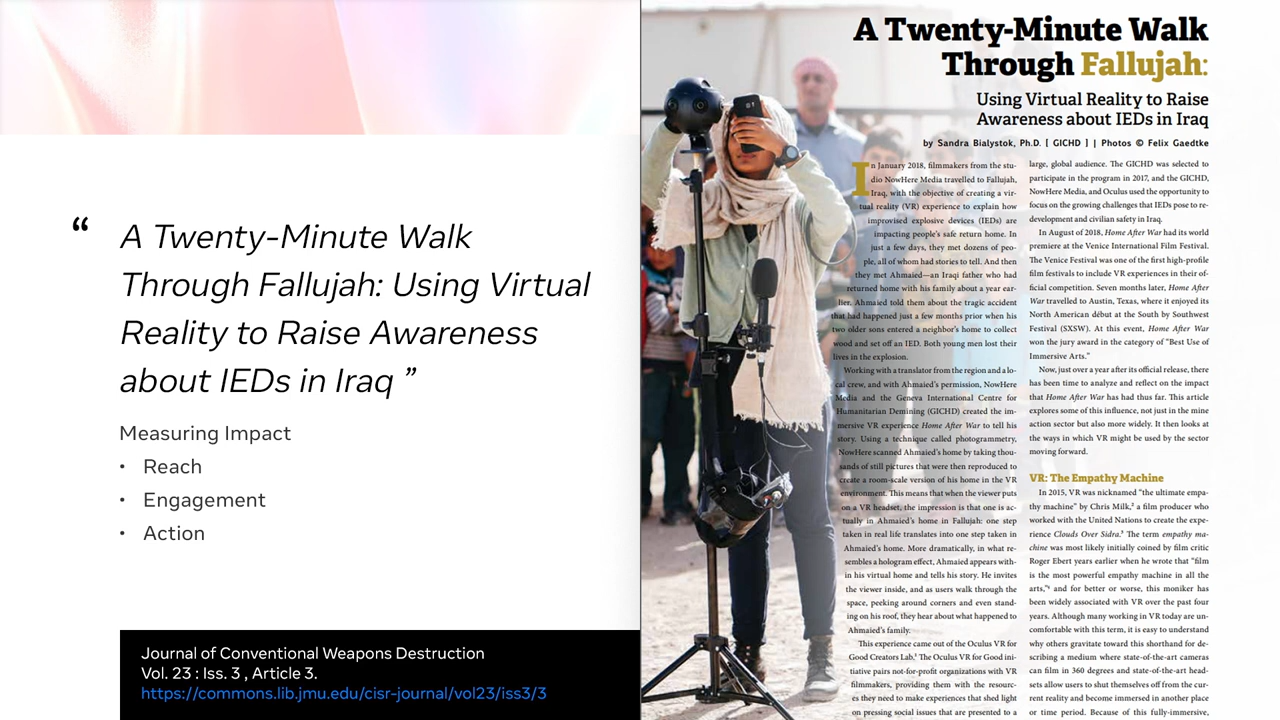 “ A Twenty-Minute Walk
Through Fallujah: Using Virtual
Reality to Raise Awareness
about IEDs in Iraq ”
Measuring Impact
• Reach
• Engagement
• Action
Journal of Conventional Weapons Destruction
Vol. 23 : Iss. 3 , Article 3.
https://commons.lib.jmu.edu/cisr-journal/vol23/iss3/3
A Twenty-Minute Walk
Through Fallujah:
Using Virtual Reality to Raise
Awareness about IEDs in Iraq
by Sandra Bialystok, Ph.D. [ GICHD ] | Photos © Felix Gaedtke
In January 2018, filmmakers from the stu-
dio NowHere Media travelled to Fallujah,
Iraq, with the objective of creating a vir-
tual reality (VR) experience to explain how
improvised explosive devices (IEDs) are
impacting people's safe return home. In
just a few days, they met dozens of peo-
ple, all of whom had stories to tell. And then
they met Ahmaied—an Iraqi father who had
returned home with his family about a year ear-
lier. Ahmaied told them about the tragic accident
that had happened just a few months prior when his
two older sons entered a neighbor's home to collect
wood and set off an IED. Both young men lost their
lives in the explosion.
Working with a translator from the region and a lo-
cal crew, and with Ahmaied's permission, NowHere
Media and the Geneva International Centre for
Humanitarian Demining (GICHD) created the im-
mersive VR experience Home After War to tell his
story. Using a technique called photogrammetry,
NowHere scanned Ahmaied's home by taking thou-
sands of still pictures that were then reproduced to
create a room-scale version of his home in the VR
environment. This means that when the viewer puts
on a VR headset, the impression is that one is ac-
tually in Ahmaied's home in Fallujah: one step
taken in real life translates into one step taken in
Ahmaied's home. More dramatically, in what re-
sembles a hologram effect, Ahmaied appears with-
in his virtual home and tells his story. He invites
the viewer inside, and as users walk through the
space, peeking around corners and even stand-
ing on his roof, they hear about what happened to
Ahmaied's family.
This experience came out of the Oculus VR for
Good Creators Lab.¹ The Oculus VR for Good ini-
tiative pairs not-for-profit organizations with VR
filmmakers, providing them with the resourc-
es they need to make experiences that shed light
on pressing social issues that are presented to a
large, global audience. The GICHD was selected to
participate in the program in 2017, and the GICHD,
NowHere Media, and Oculus used the opportunity to
focus on the growing challenges that IEDs pose to re-
development and civilian safety in Iraq.
In August of 2018, Home After War had its world
premiere at the Venice International Film Festival.
The Venice Festival was one of the first high-profile
film festivals to include VR experiences in their of-
ficial competition. Seven months later, Home After
War travelled to Austin, Texas, where it enjoyed its
North American début at the South by Southwest
Festival (SXSW). At this event, Home After War
won the jury award in the category of “Best Use of
Immersive Arts.”
Now, just over a year after its official release, there
has been time to analyze and reflect on the impact
that Home After War has had thus far. This article
explores some of this influence, not just in the mine
action sector but also more widely. It then looks at
the ways in which VR might be used by the sector
moving forward.
VR: The Empathy Machine
In 2015, VR was nicknamed “the ultimate empa-
thy machine” by Chris Milk,² a film producer who
worked with the United Nations to create the expe-
rience Clouds Over Sidra.³ The term empathy ma-
chine was most likely initially coined by film critic
Roger Ebert years earlier when he wrote that “film
is the most powerful empathy machine in all the
arts,”⁴ and for better or worse, this moniker has
been widely associated with VR over the past four
years. Although many working in VR today are un-
comfortable with this term, it is easy to understand
why others gravitate toward this shorthand for de-
scribing a medium where state-of-the-art cameras
can film in 360 degrees and state-of-the-art head-
sets allow users to shut themselves off from the cur-
rent reality and become immersed in another place
or time period. Because of this fully-immersive,